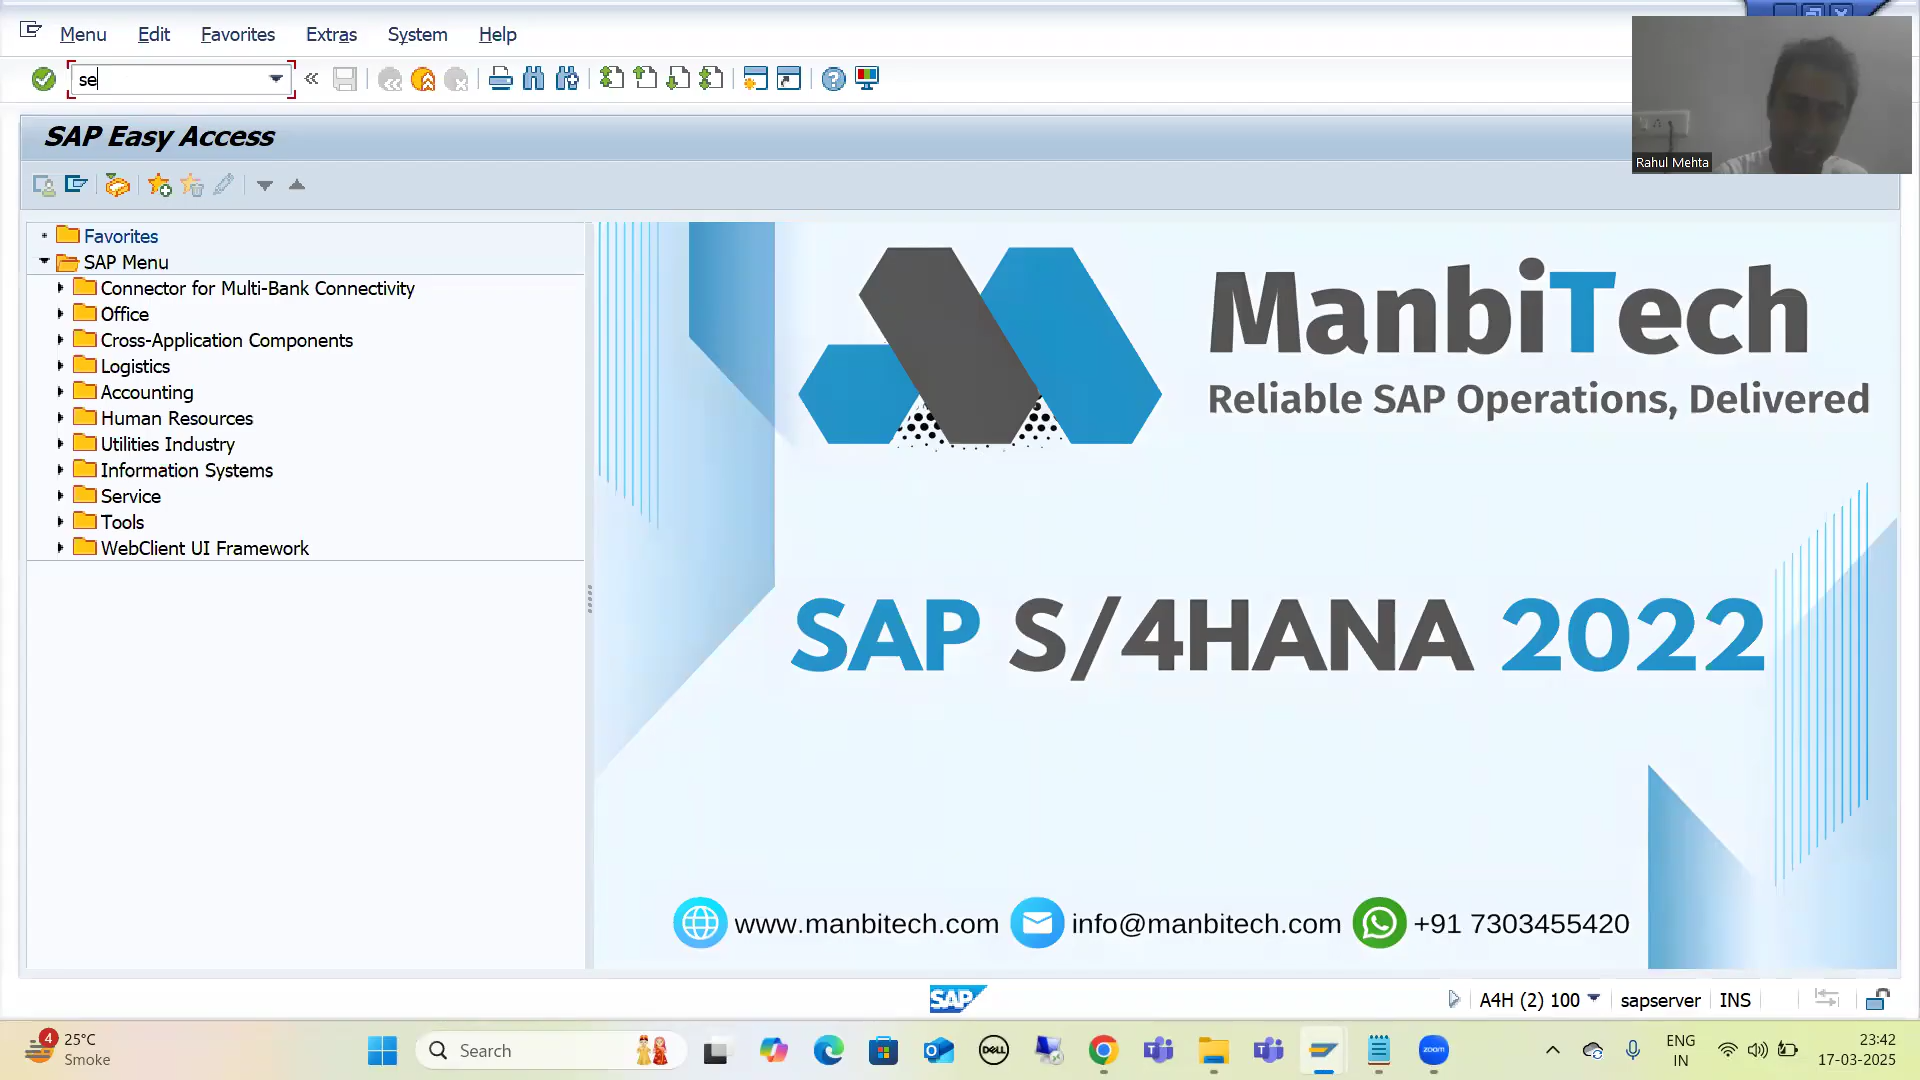 Menu Edit Favorites Extras System Help
se
SAP Easy Access
Rahul Mehta
Favorites
SAP Menu
Connector for Multi-Bank Connectivity
Office
Cross-Application Components
Logistics
Accounting
Human Resources
Utilities Industry
Information Systems
Service
Tools
WebClient UI Framework
ManbiTech
Reliable SAP Operations, Delivered
SAP S/4HANA 2022
www.manbitech.com info@manbitech.com +91 7303455420
SAP
A4H (2) 100 sapserver INS
4
25°C
Smoke
Search
DELL
zoom
ENG
IN
23:42
17-03-2025